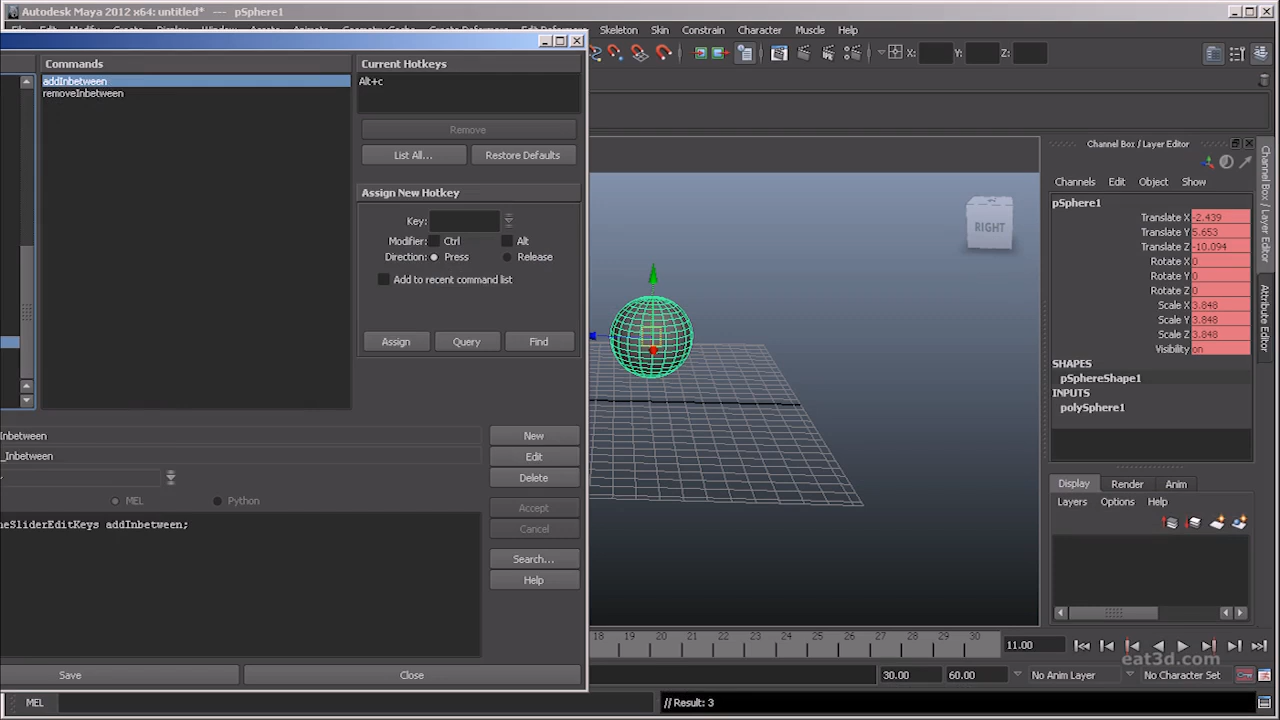 Autodesk Maya 2012 x64: untitled* --- pSphere1
Skeleton Skin Constrain Character Muscle Help
X: Y: Z:
Commands
addInbetween
removeInbetween
Current Hotkeys
Alt+c
Remove
List All... Restore Defaults
Assign New Hotkey
Key:
Modifier: Ctrl Alt
Direction: Press Release
Add to recent command list
Assign Query Find
Inbetween
_Inbetween
MEL Python
neSliderEditKeys addInbetween;
New
Edit
Delete
Accept
Cancel
Search...
Help
Save Close
RIGHT
Channel Box / Layer Editor
Channels Edit Object Show
pSphere1
Translate X -2.439
Translate Y 5.653
Translate Z -10.094
Rotate X 0
Rotate Y 0
Rotate Z 0
Scale X 3.848
Scale Y 3.848
Scale Z 3.848
Visibility on
SHAPES
pSphereShape1
INPUTS
polySphere1
Display Render Anim
Layers Options Help
Channel Box / Layer Editor
Attribute Editor
18 19 20 21 22 23 24 25 26 27 28 29 30
11.00
eat3d.com
30.00 60.00 No Anim Layer No Character Set
MEL // Result: 3